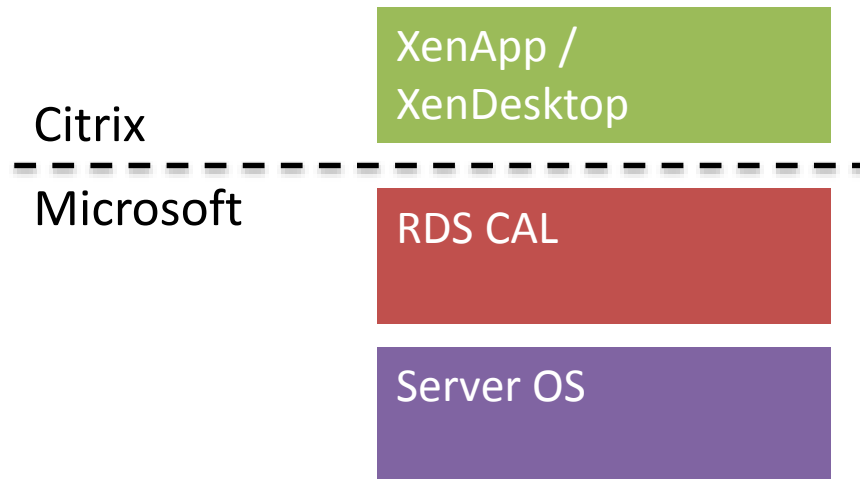 XenApp /
XenDesktop
Citrix
Microsoft
RDS CAL
Server OS